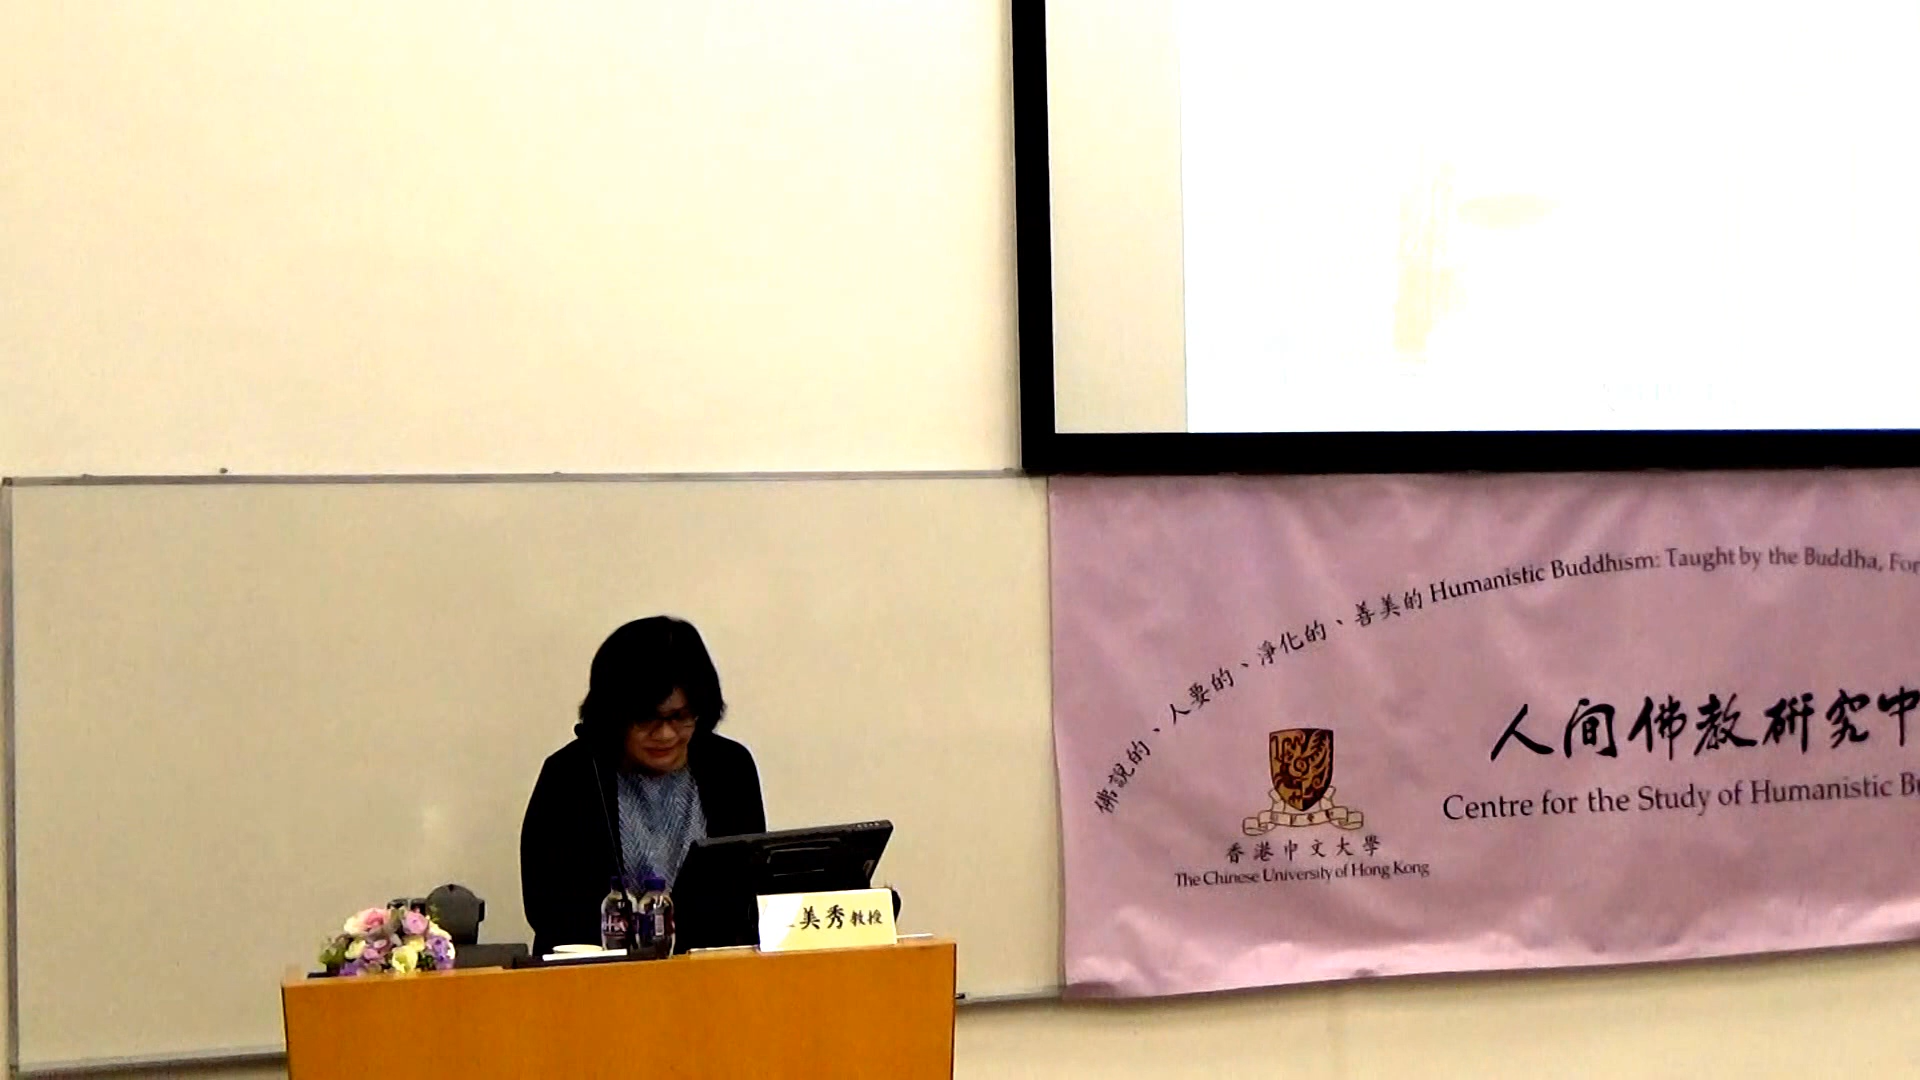 佛說的、人要的、淨化的、善美的 Humanistic Buddhism: Taught by the Buddha, For
人间佛教研究中
Centre for the Study of Humanistic
香港中文大學
The Chinese University of Hong Kong
美秀教授